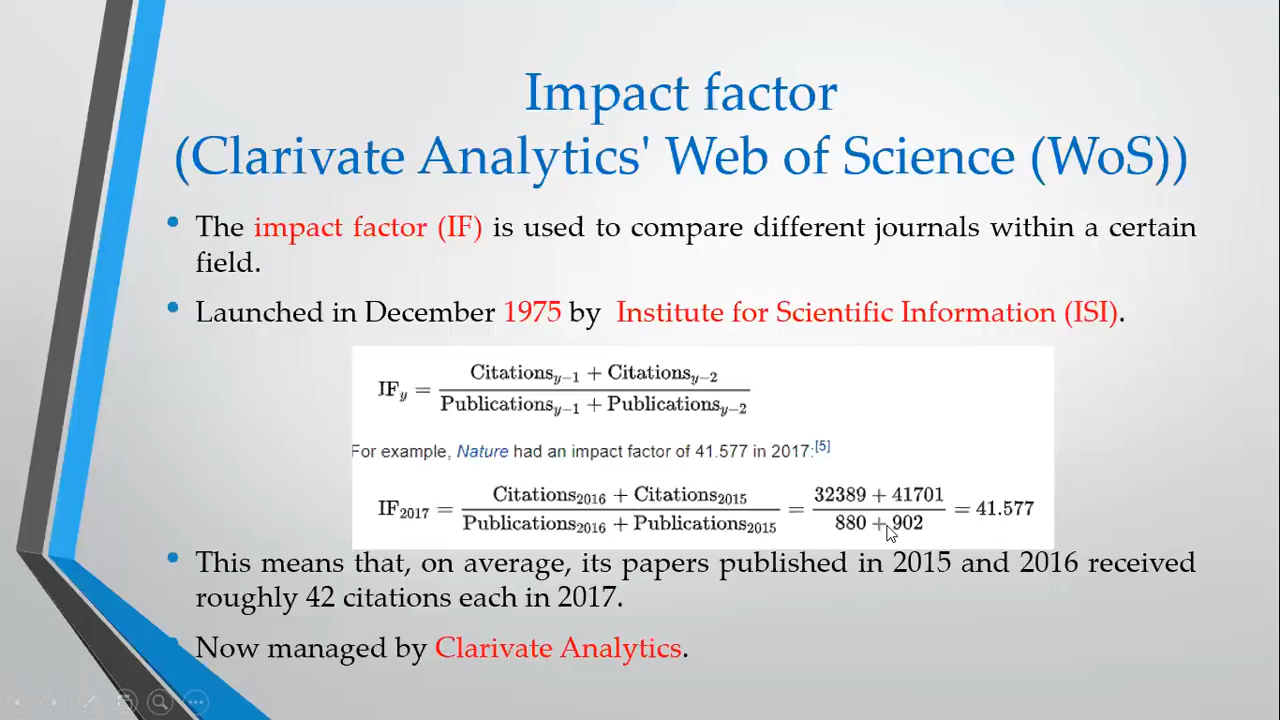 Impact factor
(Clarivate Analytics' Web of Science (WoS))
• The impact factor (IF) is used to compare different journals within a certain
field.
• Launched in December 1975 by Institute for Scientific Information (ISI).
IF_y = (Citations_{y−1} + Citations_{y−2}) / (Publications_{y−1} + Publications_{y−2})
For example, Nature had an impact factor of 41.577 in 2017:[5]
IF_2017 = (Citations_2016 + Citations_2015) / (Publications_2016 + Publications_2015) = (32389 + 41701) / (880 + 902) = 41.577
• This means that, on average, its papers published in 2015 and 2016 received
roughly 42 citations each in 2017.
• Now managed by Clarivate Analytics.